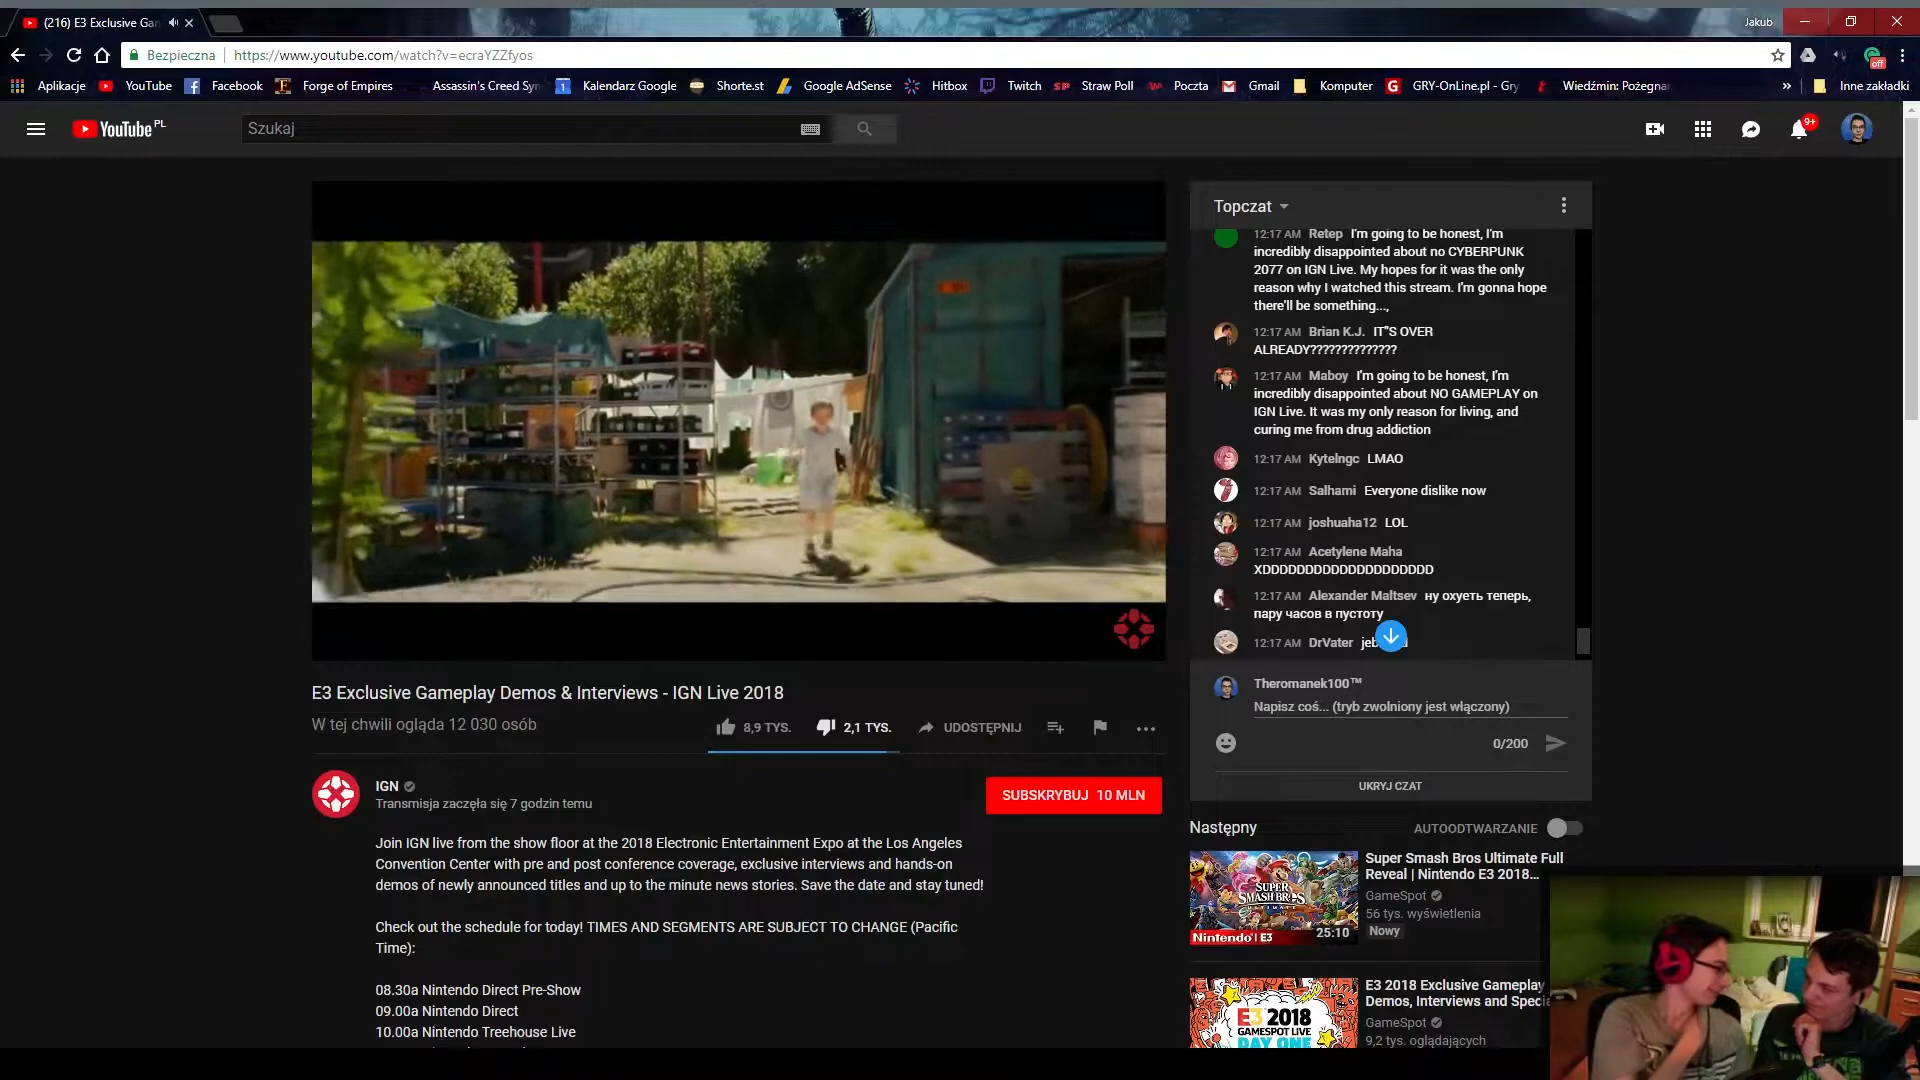 (216) E3 Exclusive Gar
Jakub
Bezpieczna
https://www.youtube.com/watch?v=ecraYZZfyos
off
Aplikacje
YouTube
Facebook
Forge of Empires
Assassin's Creed Syn
Kalendarz Google
Shorte.st
Google AdSense
Hitbox
Twitch
Straw Poll
Poczta
Gmail
Komputer
GRY-OnLine.pl - Gry
Wiedźmin: Pożegnan
»
Inne zakładki
YouTube PL
Szukaj
9+
Topczat
12:17 AM Retep I'm going to be honest, I'm
incredibly disappointed about no CYBERPUNK
2077 on IGN Live. My hopes for it was the only
reason why I watched this stream. I'm gonna hope
there'll be something...,
12:17 AM Brian K.J. IT"S OVER
ALREADY??????????????
12:17 AM Maboy I'm going to be honest, I'm
incredibly disappointed about NO GAMEPLAY on
IGN Live. It was my only reason for living, and
curing me from drug addiction
12:17 AM Kytelngc LMAO
12:17 AM Salhami Everyone dislike now
12:17 AM joshuaha12 LOL
12:17 AM Acetylene Maha
XDDDDDDDDDDDDDDDDDDDD
12:17 AM Alexander Maltsev ну охуеть теперь,
пару часов в пустоту
12:17 AM DrVater
Theromanek100™
Napisz coś... (tryb zwolniony jest włączony)
0/200
UKRYJ CZAT
E3 Exclusive Gameplay Demos & Interviews - IGN Live 2018
W tej chwili ogląda 12 030 osób
8,9 TYS.
2,1 TYS.
UDOSTĘPNIJ
IGN
Transmisja zaczęła się 7 godzin temu
SUBSKRYBUJ 10 MLN
Join IGN live from the show floor at the 2018 Electronic Entertainment Expo at the Los Angeles
Convention Center with pre and post conference coverage, exclusive interviews and hands-on
demos of newly announced titles and up to the minute news stories. Save the date and stay tuned!
Check out the schedule for today! TIMES AND SEGMENTS ARE SUBJECT TO CHANGE (Pacific
Time):
08.30a Nintendo Direct Pre-Show
09.00a Nintendo Direct
10.00a Nintendo Treehouse Live
Następny
AUTOODTWARZANIE
SUPER
SMASH BROS
ULTIMATE
Nintendo | E3
25:10
Super Smash Bros Ultimate Full
Reveal | Nintendo E3 2018...
GameSpot
56 tys. wyświetlenia
Nowy
E3 2018
GAMESPOT LIVE
DAY ONE
E3 2018 Exclusive Gameplay
Demos, Interviews and Specia
GameSpot
9,2 tys. oglądających